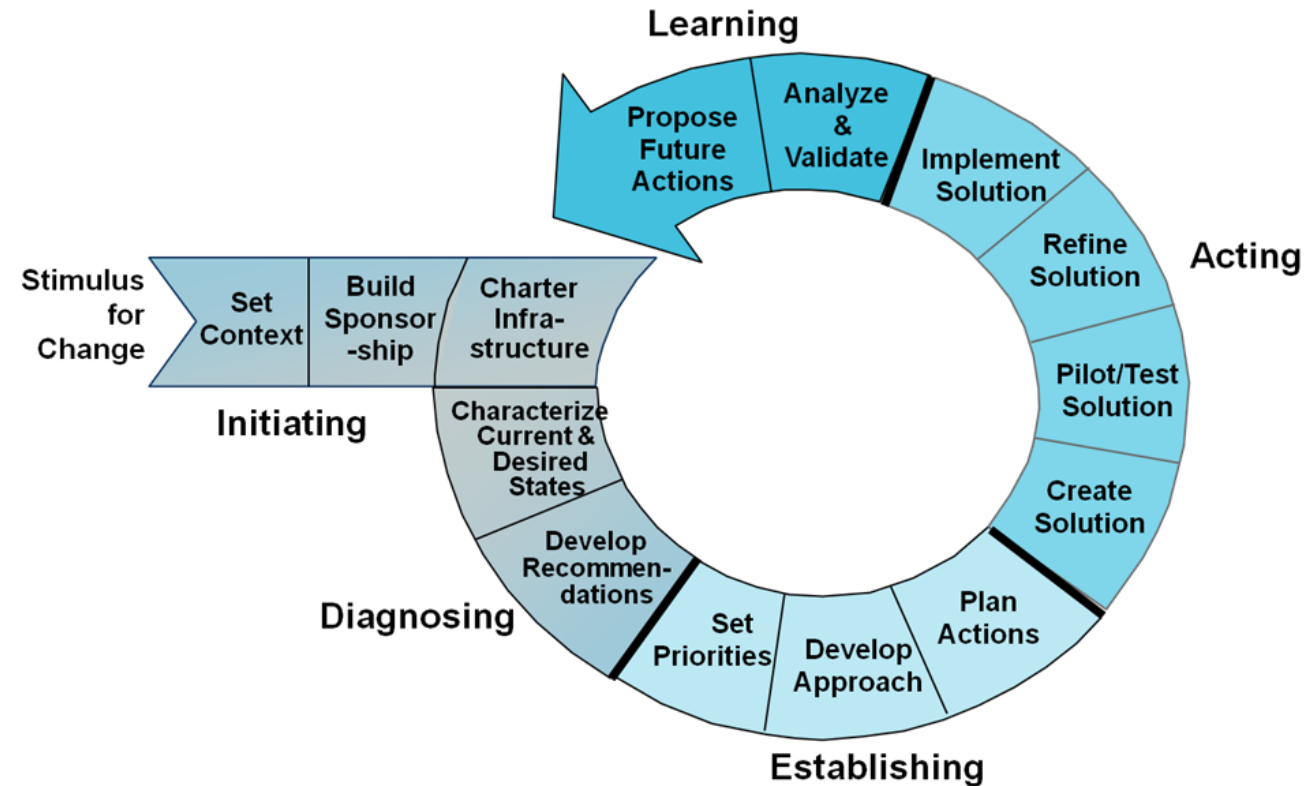 Learning
Propose
Future
Actions
Analyze
&
Validate
Implement
Solution
Refine
Solution
Acting
Pilot/Test
Solution
Create
Solution
Stimulus
for
Change
Set
Context
Build
Sponsor
-ship
Charter
Infra-
structure
Initiating
Characterize
Current &
Desired
States
Develop
Recommen-
dations
Diagnosing
Set
Priorities
Develop
Approach
Plan
Actions
Establishing